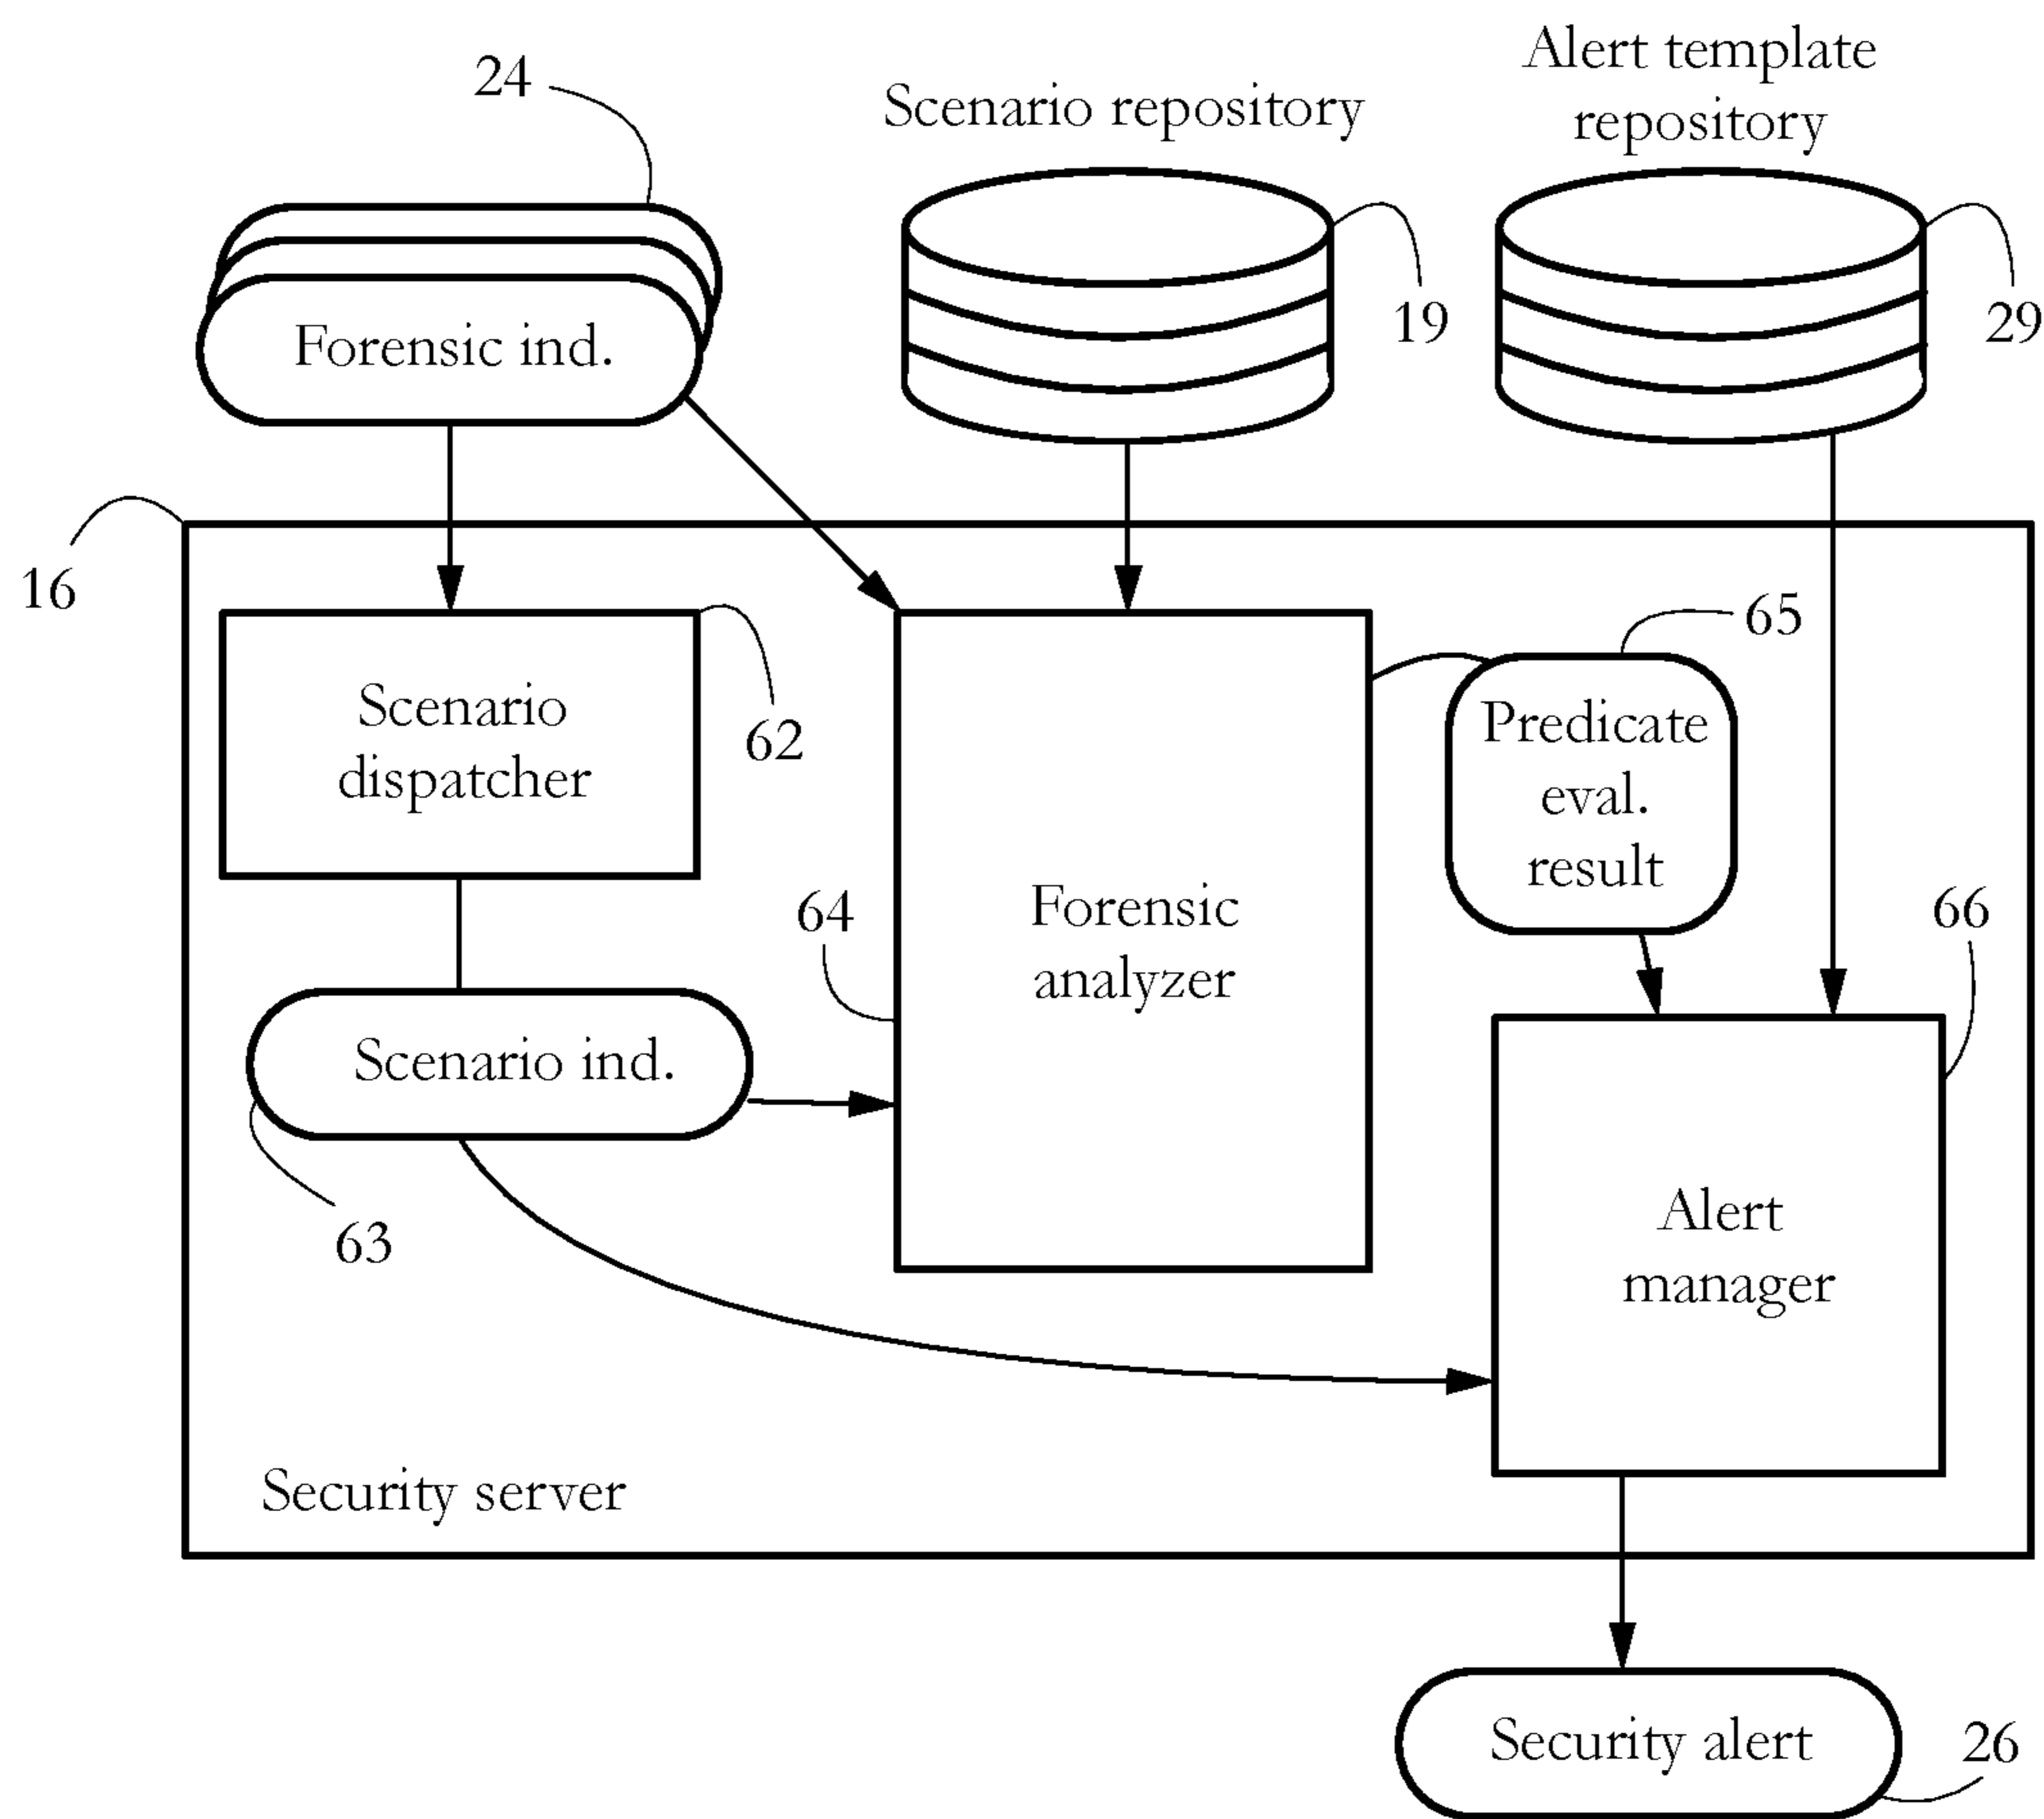 24
Scenario repository
Alert template
repository
Forensic ind.
19
29
16
Scenario
dispatcher
62
65
Predicate
eval.
result
64
Forensic
analyzer
66
Scenario ind.
63
Alert
manager
Security server
Security alert
26